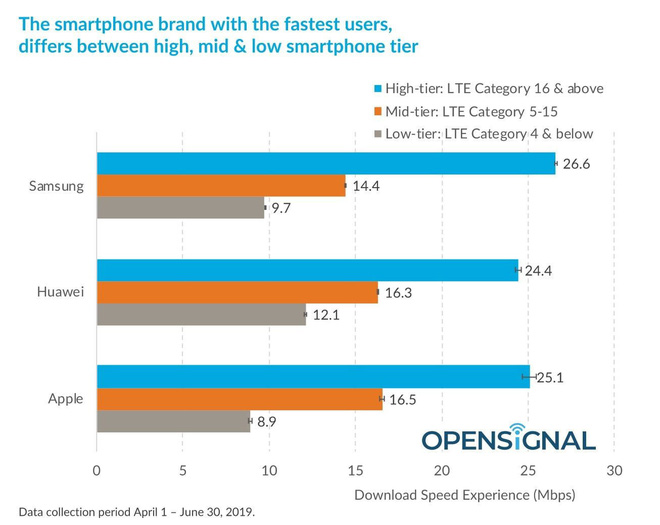 The smartphone brand with the fastest users,
differs between high, mid & low smartphone tier
High-tier: LTE Category 16 & above
Mid-tier: LTE Category 5-15
Low-tier: LTE Category 4 & below
Samsung
26.6
14.4
9.7
Huawei
24.4
16.3
12.1
Apple
25.1
16.5
8.9
OPENSIGNAL
0 5 10 15 20 25 30
Download Speed Experience (Mbps)
Data collection period April 1 – June 30, 2019.